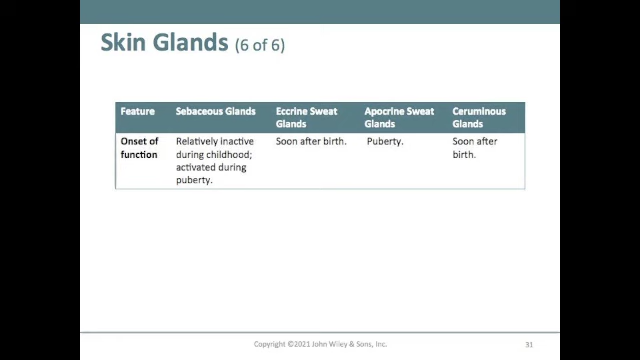 Skin Glands (6 of 6)
Feature Sebaceous Glands Eccrine Sweat Glands Apocrine Sweat Glands Ceruminous Glands
Onset of function Relatively inactive during childhood; activated during puberty. Soon after birth. Puberty. Soon after birth.
Copyright ©2021 John Wiley & Sons, Inc. 31